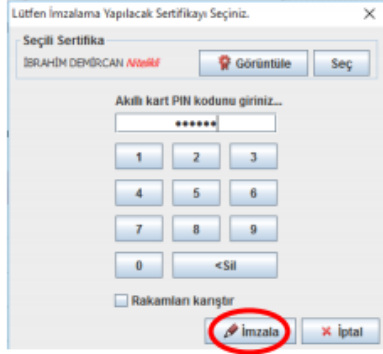 Lütfen İmzalama Yapılacak Sertifikayı Seçiniz.
Seçili Sertifika
İBRAHİM DEMİRCAN Nitelikli
Görüntüle
Seç
Akıllı kart PIN kodunu giriniz...
••••••
1 2 3
4 5 6
7 8 9
0 <Sil
Rakamları karıştır
İmzala
İptal